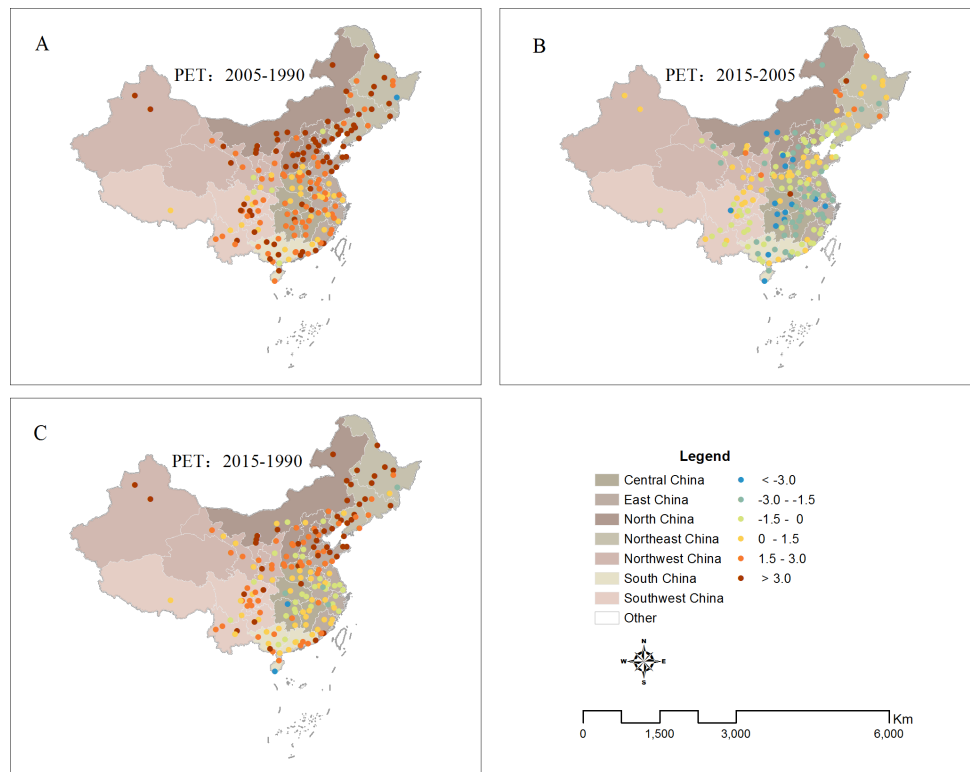 A
PET：2005-1990
B
PET：2015-2005
C
PET：2015-1990
Legend
Central China
East China
North China
Northeast China
Northwest China
South China
Southwest China
Other
< -3.0
-3.0 - -1.5
-1.5 - 0
0 - 1.5
1.5 - 3.0
> 3.0
N
W E
S
Km
0 1,500 3,000 6,000